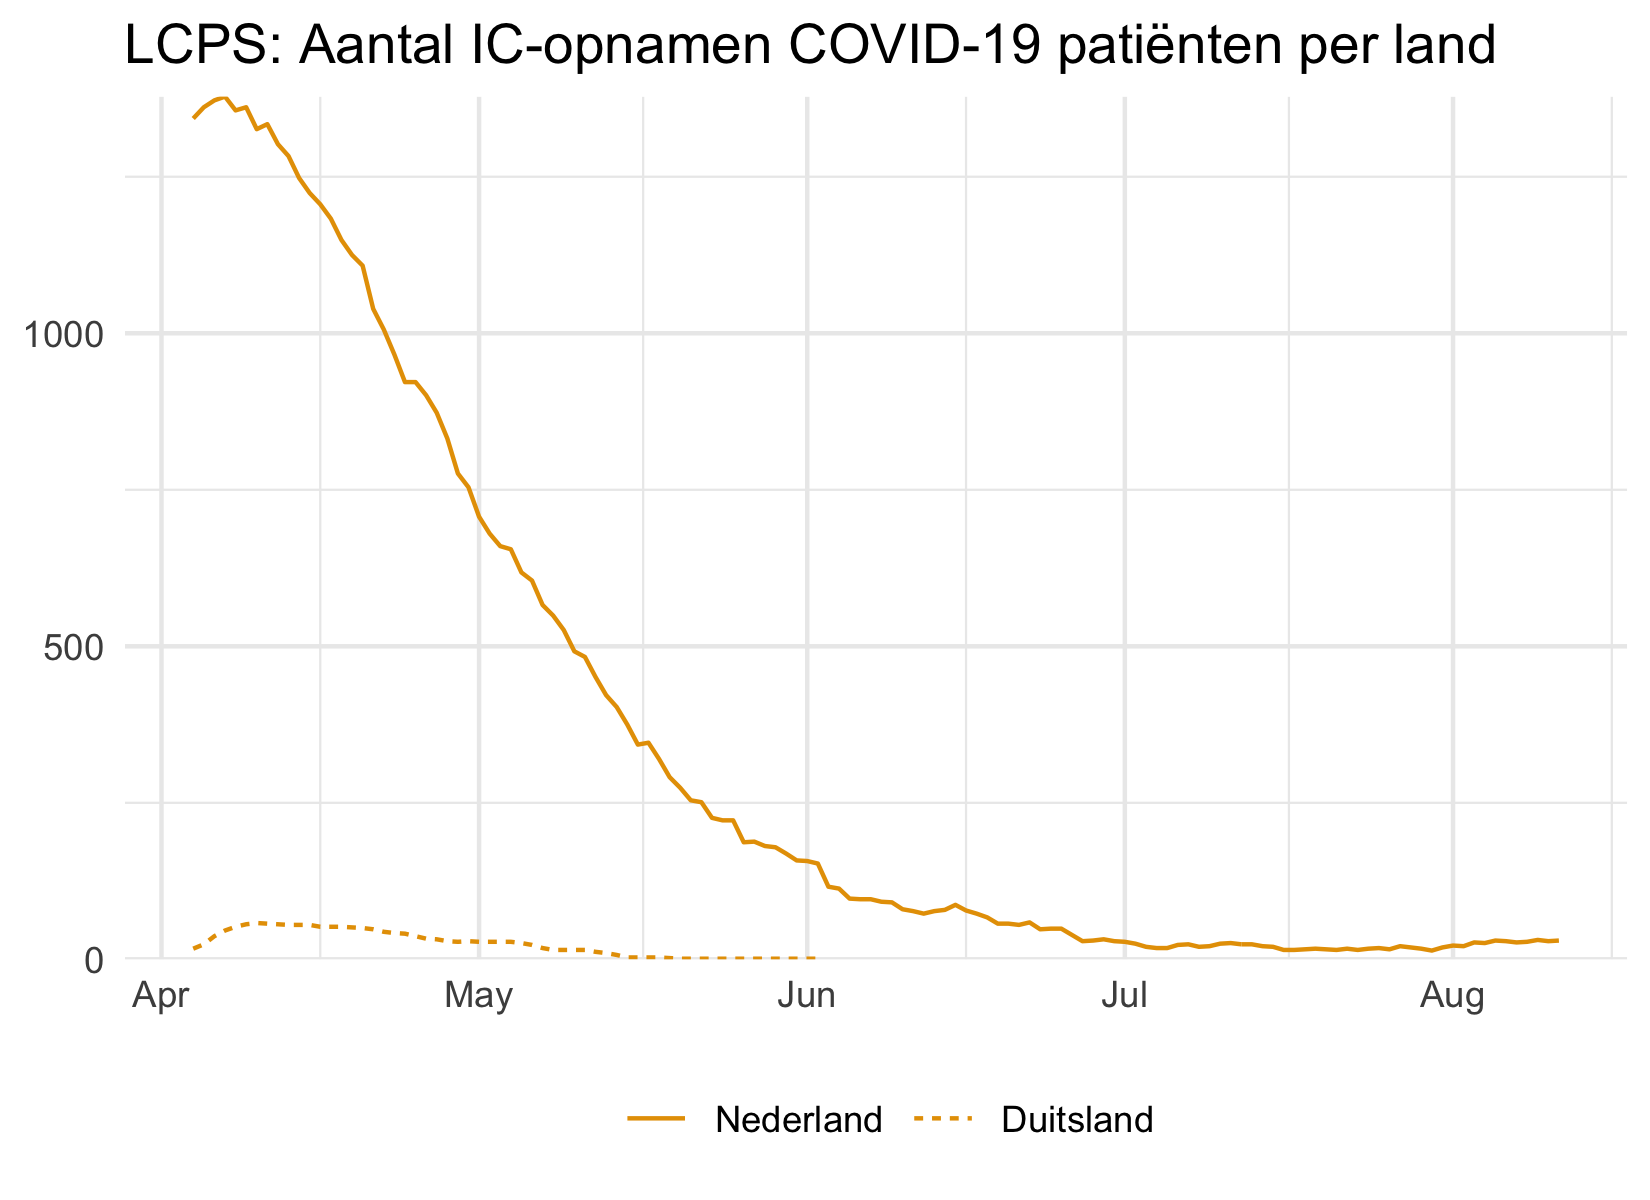 LCPS: Aantal IC-opnamen COVID-19 patiënten per land
1000
500
0
Apr May Jun Jul Aug
Nederland Duitsland